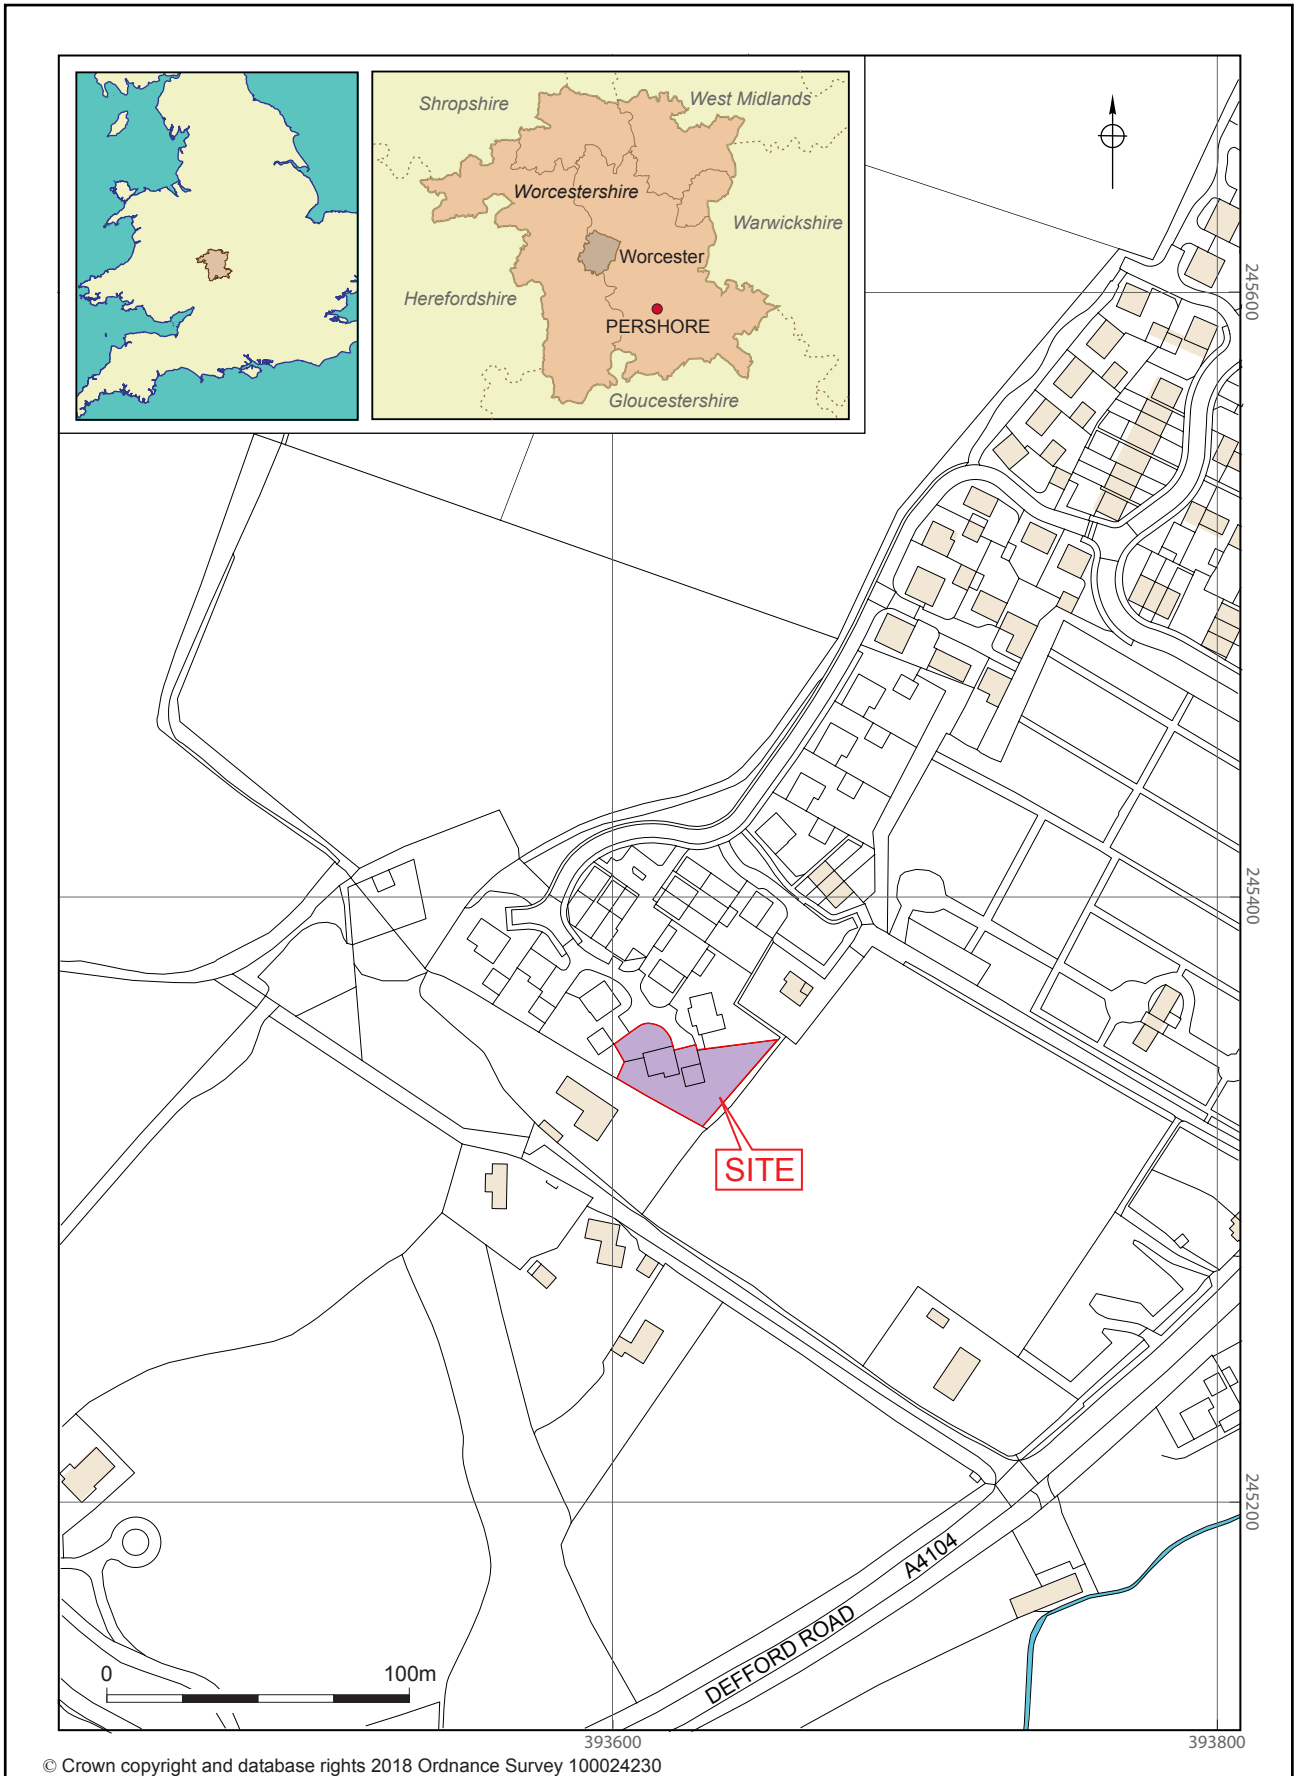 Shropshire
West Midlands
Worcestershire
Warwickshire
Worcester
Herefordshire
PERSHORE
Gloucestershire
245600
245400
SITE
245200
A4104
DEFFORD ROAD
0 100m
393600
393800
© Crown copyright and database rights 2018 Ordnance Survey 100024230